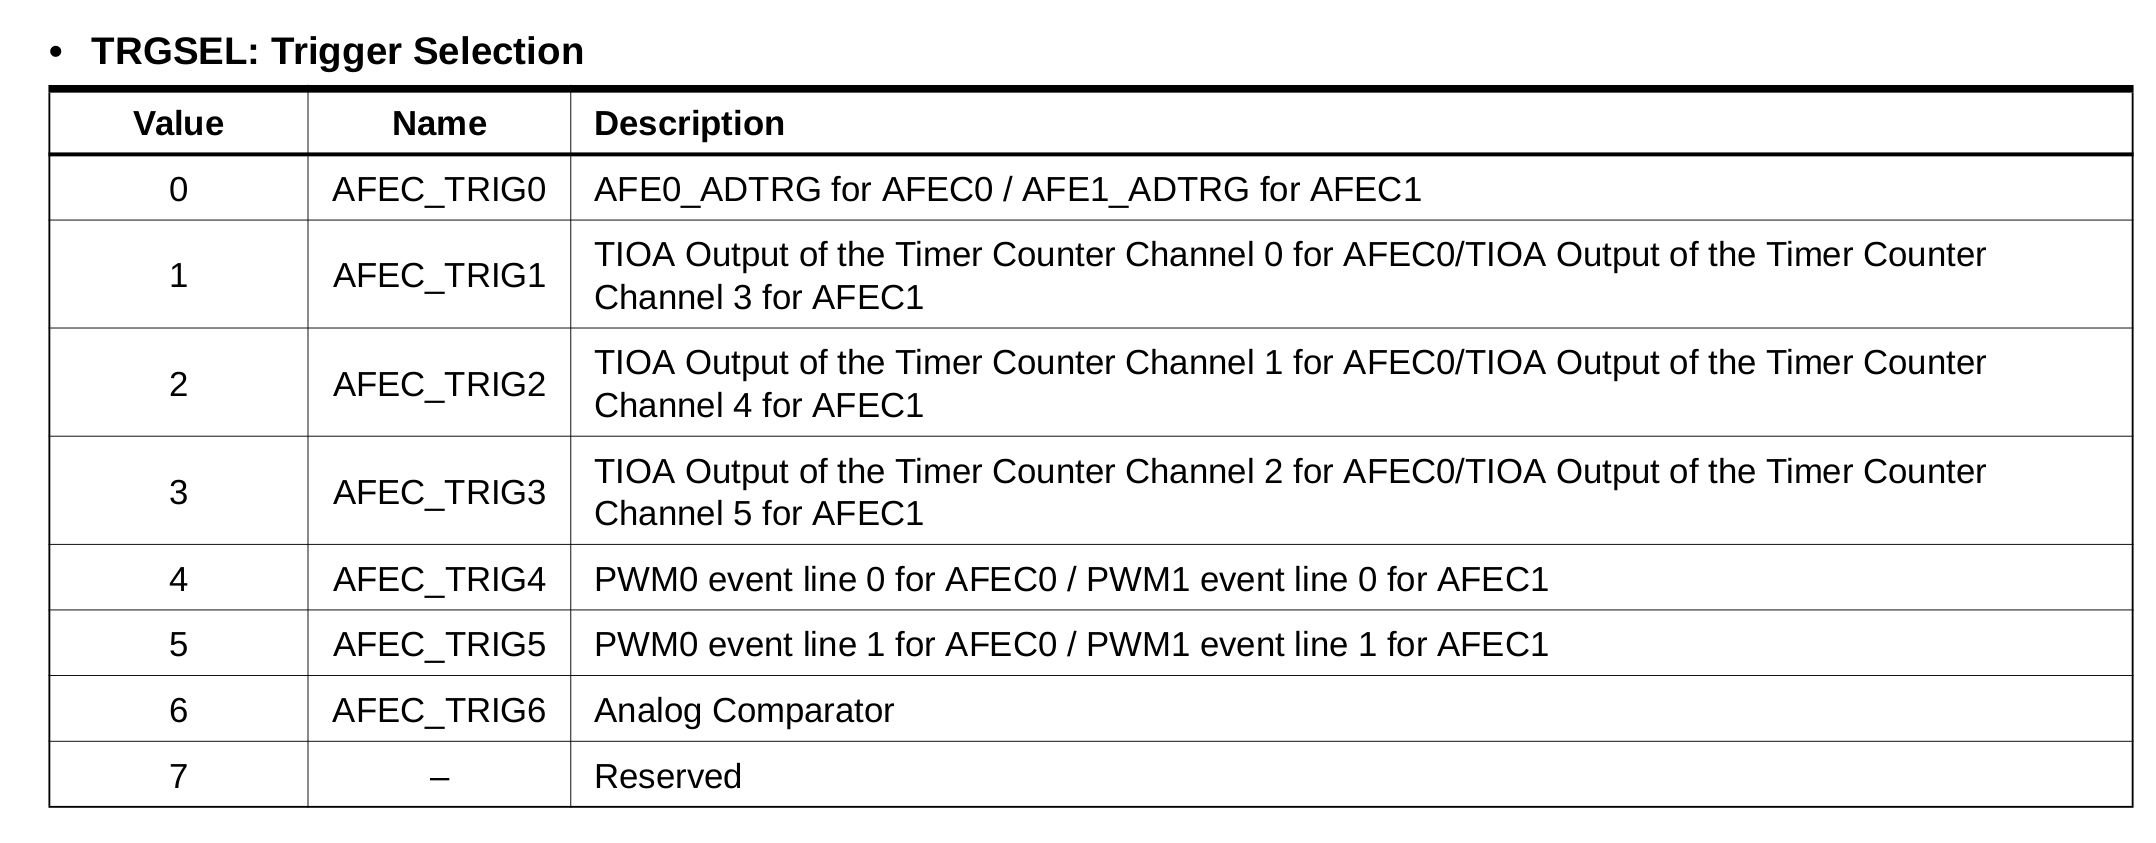 • TRGSEL: Trigger Selection
Value Name Description
0 AFEC_TRIG0 AFE0_ADTRG for AFEC0 / AFE1_ADTRG for AFEC1
1 AFEC_TRIG1 TIOA Output of the Timer Counter Channel 0 for AFEC0/TIOA Output of the Timer Counter
Channel 3 for AFEC1
2 AFEC_TRIG2 TIOA Output of the Timer Counter Channel 1 for AFEC0/TIOA Output of the Timer Counter
Channel 4 for AFEC1
3 AFEC_TRIG3 TIOA Output of the Timer Counter Channel 2 for AFEC0/TIOA Output of the Timer Counter
Channel 5 for AFEC1
4 AFEC_TRIG4 PWM0 event line 0 for AFEC0 / PWM1 event line 0 for AFEC1
5 AFEC_TRIG5 PWM0 event line 1 for AFEC0 / PWM1 event line 1 for AFEC1
6 AFEC_TRIG6 Analog Comparator
7 – Reserved